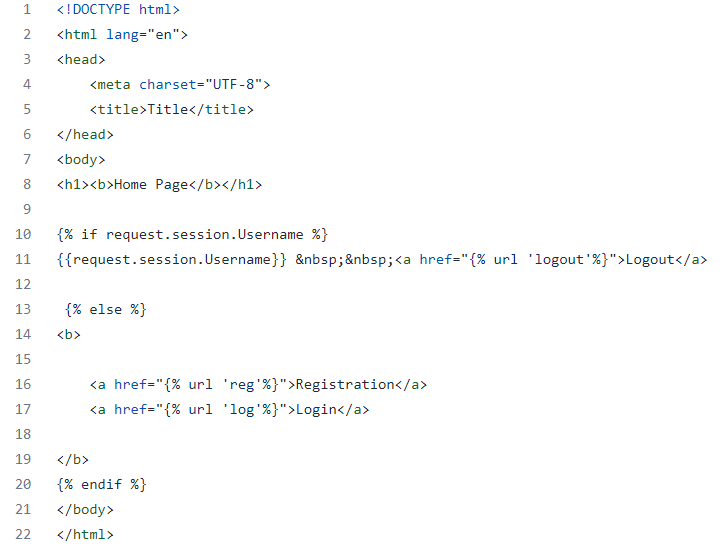 1 <!DOCTYPE html>
2 <html lang="en">
3 <head>
4     <meta charset="UTF-8">
5     <title>Title</title>
6 </head>
7 <body>
8 <h1><b>Home Page</b></h1>
9
10 {% if request.session.Username %}
11 {{request.session.Username}} &nbsp;&nbsp;<a href="{% url 'logout'%}">Logout</a>
12
13  {% else %}
14 <b>
15
16     <a href="{% url 'reg'%}">Registration</a>
17     <a href="{% url 'log'%}">Login</a>
18
19 </b>
20 {% endif %}
21 </body>
22 </html>